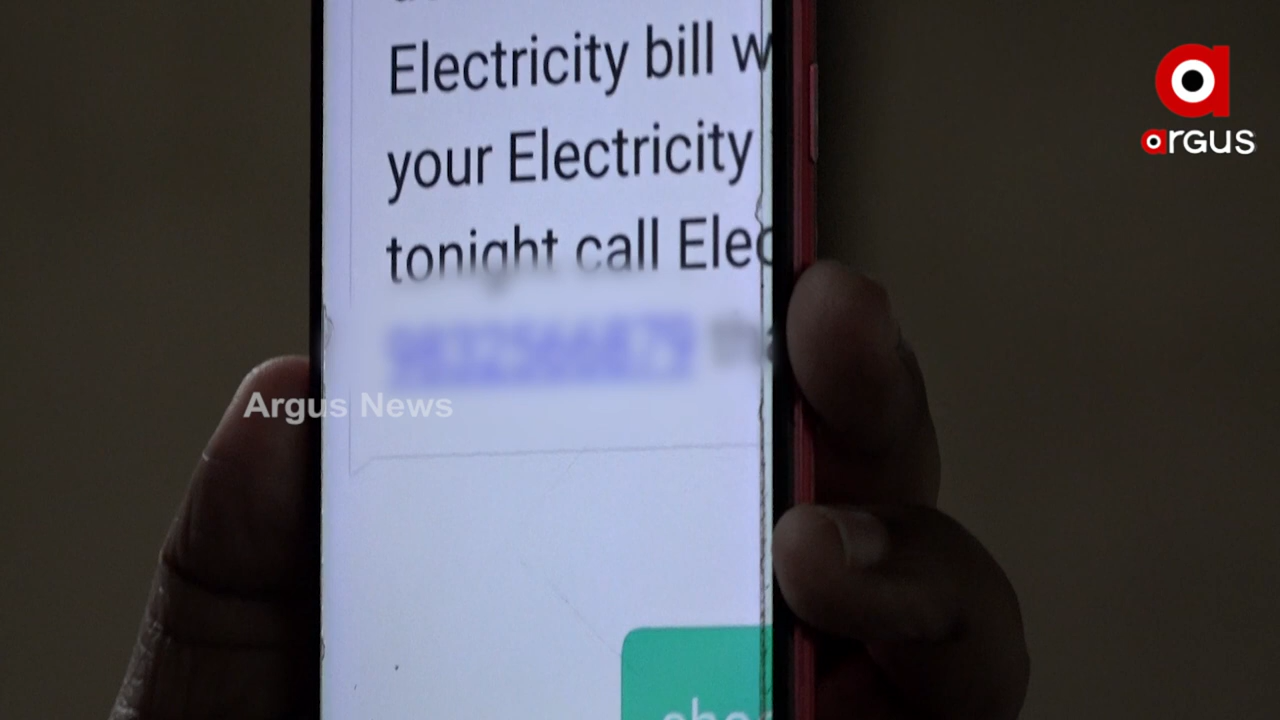 Electricity bill w
your Electricity
tonight call Elec
Argus News
argus